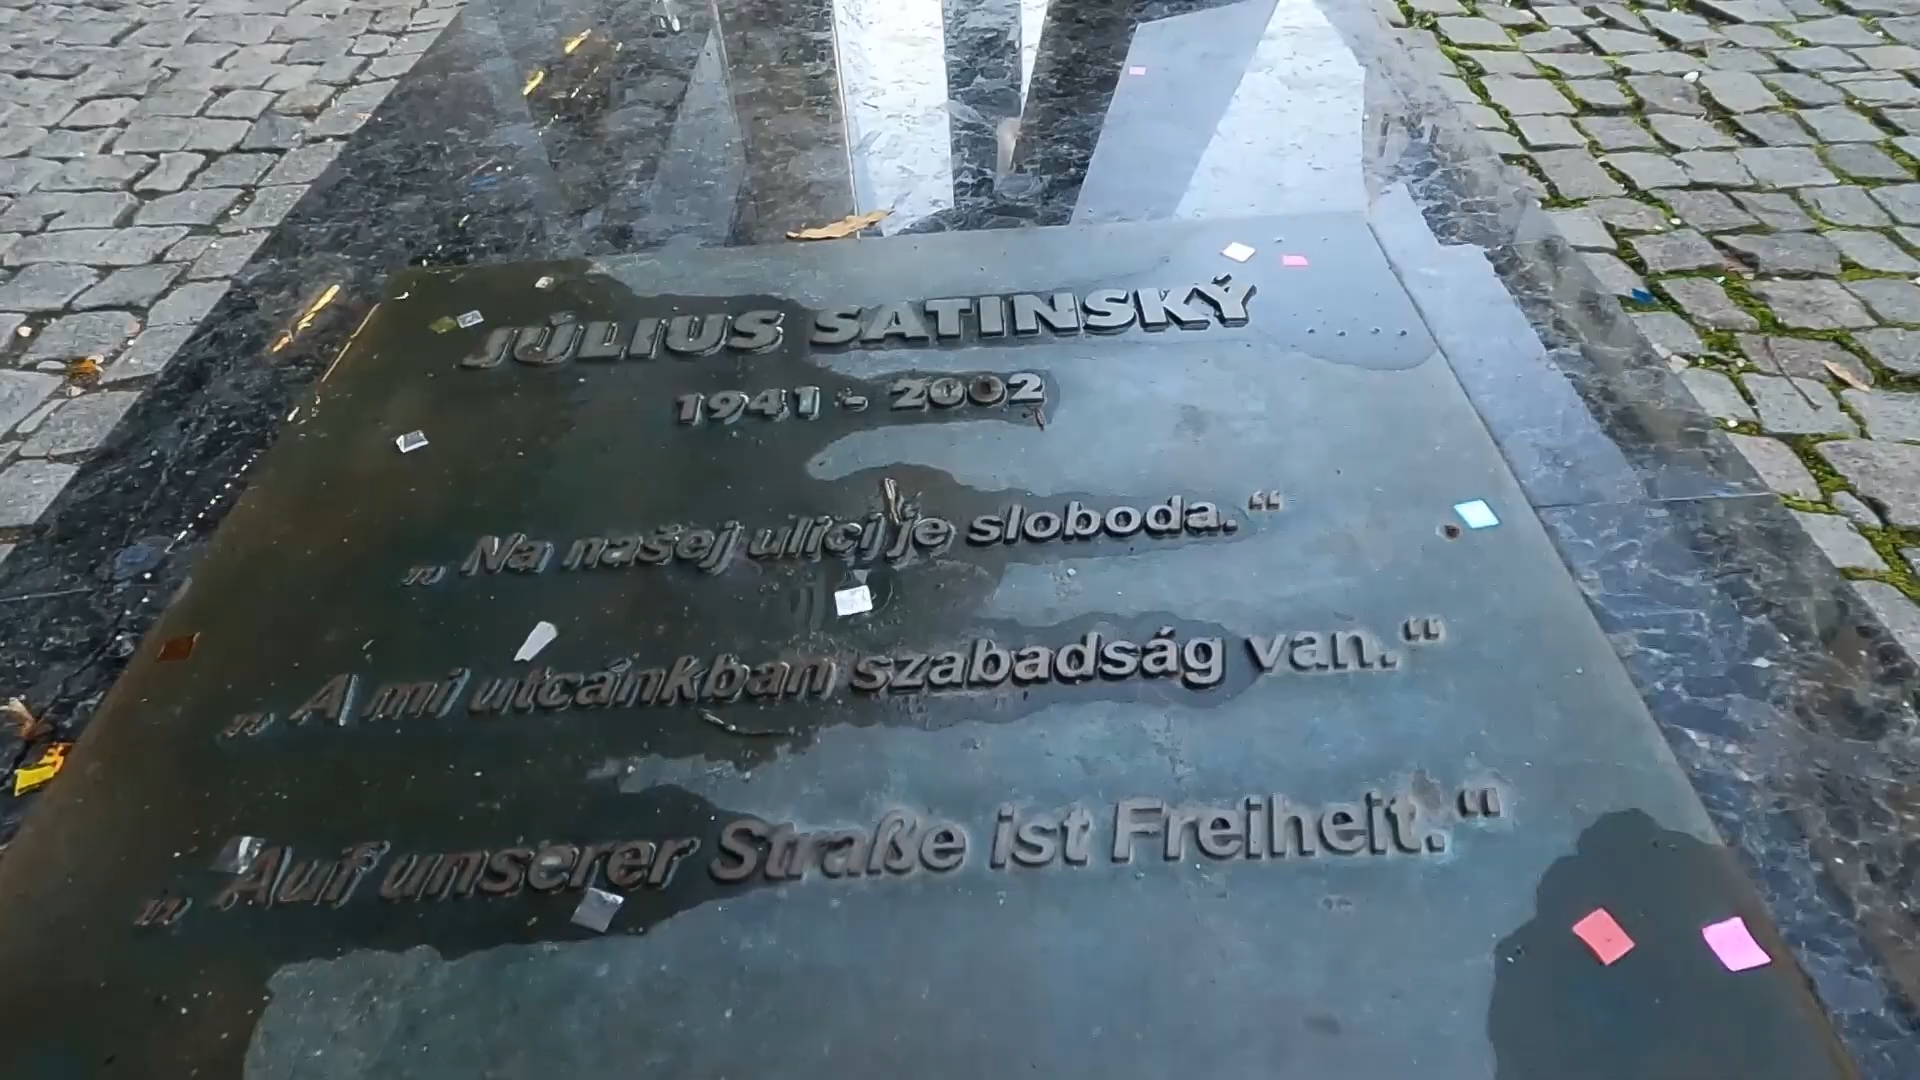 JÚLIUS SATINSKÝ
1941 - 2002
„Na našej ulici je sloboda.“
„A mi utcánkban szabadság van.“
„Auf unserer Straße ist Freiheit.“